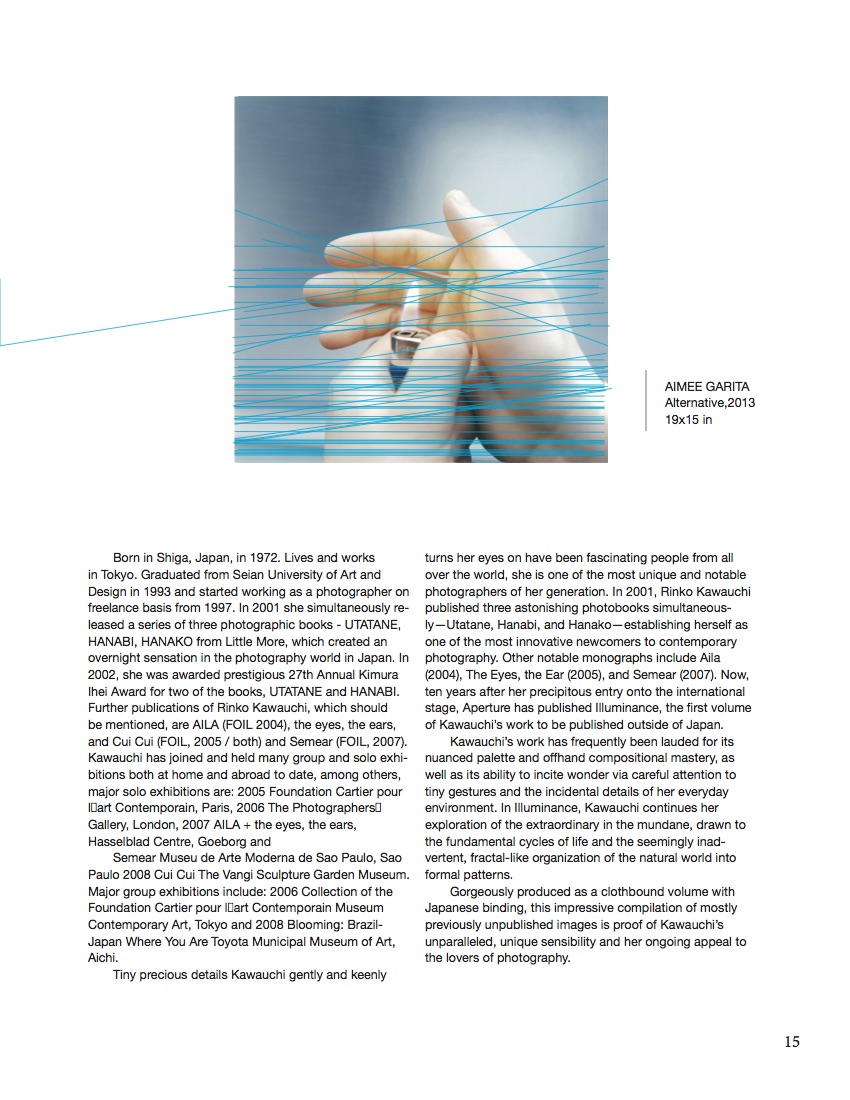 AIMEE GARITA
Alternative,2013
19x15 in
Born in Shiga, Japan, in 1972. Lives and works
in Tokyo. Graduated from Seian University of Art and
Design in 1993 and started working as a photographer on
freelance basis from 1997. In 2001 she simultaneously re-
leased a series of three photographic books - UTATANE,
HANABI, HANAKO from Little More, which created an
overnight sensation in the photography world in Japan. In
2002, she was awarded prestigious 27th Annual Kimura
Ihei Award for two of the books, UTATANE and HANABI.
Further publications of Rinko Kawauchi, which should
be mentioned, are AILA (FOIL 2004), the eyes, the ears,
and Cui Cui (FOIL, 2005 / both) and Semear (FOIL, 2007).
Kawauchi has joined and held many group and solo exhi-
bitions both at home and abroad to date, among others,
major solo exhibitions are: 2005 Foundation Cartier pour
l▯art Contemporain, Paris, 2006 The Photographers▯
Gallery, London, 2007 AILA + the eyes, the ears,
Hasselblad Centre, Goeborg and
Semear Museu de Arte Moderna de Sao Paulo, Sao
Paulo 2008 Cui Cui The Vangi Sculpture Garden Museum.
Major group exhibitions include: 2006 Collection of the
Foundation Cartier pour l▯art Contemporain Museum
Contemporary Art, Tokyo and 2008 Blooming: Brazil-
Japan Where You Are Toyota Municipal Museum of Art,
Aichi.
Tiny precious details Kawauchi gently and keenly
turns her eyes on have been fascinating people from all
over the world, she is one of the most unique and notable
photographers of her generation. In 2001, Rinko Kawauchi
published three astonishing photobooks simultaneous-
ly—Utatane, Hanabi, and Hanako—establishing herself as
one of the most innovative newcomers to contemporary
photography. Other notable monographs include Aila
(2004), The Eyes, the Ear (2005), and Semear (2007). Now,
ten years after her precipitous entry onto the international
stage, Aperture has published Illuminance, the first volume
of Kawauchi's work to be published outside of Japan.
Kawauchi's work has frequently been lauded for its
nuanced palette and offhand compositional mastery, as
well as its ability to incite wonder via careful attention to
tiny gestures and the incidental details of her everyday
environment. In Illuminance, Kawauchi continues her
exploration of the extraordinary in the mundane, drawn to
the fundamental cycles of life and the seemingly inad-
vertent, fractal-like organization of the natural world into
formal patterns.
Gorgeously produced as a clothbound volume with
Japanese binding, this impressive compilation of mostly
previously unpublished images is proof of Kawauchi's
unparalleled, unique sensibility and her ongoing appeal to
the lovers of photography.
15